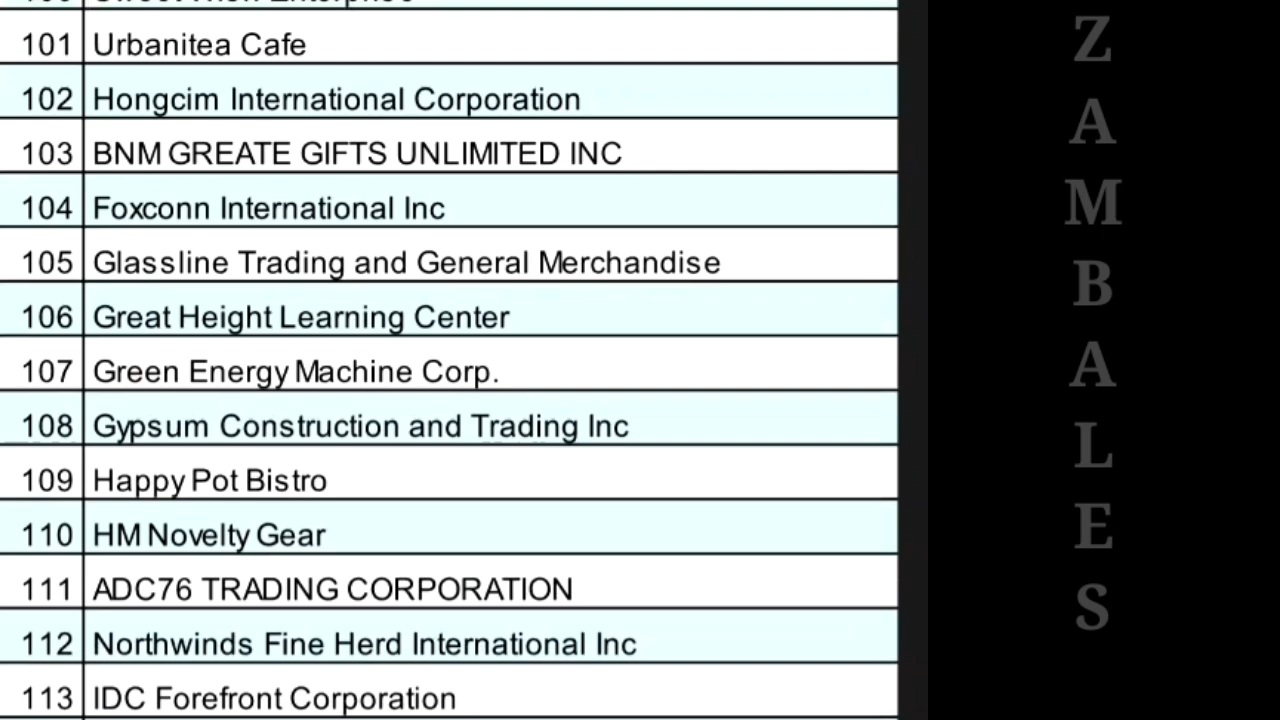 101 Urbanitea Cafe
102 Hongcim International Corporation
103 BNM GREATE GIFTS UNLIMITED INC
104 Foxconn International Inc
105 Glassline Trading and General Merchandise
106 Great Height Learning Center
107 Green Energy Machine Corp.
108 Gypsum Construction and Trading Inc
109 Happy Pot Bistro
110 HM Novelty Gear
111 ADC76 TRADING CORPORATION
112 Northwinds Fine Herd International Inc
113 IDC Forefront Corporation
Z
A
M
B
A
L
E
S